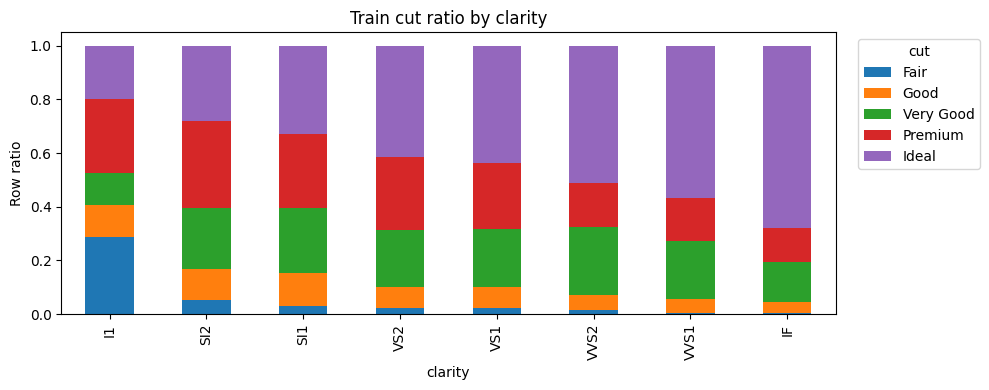 Train cut ratio by clarity
Row ratio
1.0
0.8
0.6
0.4
0.2
0.0
I1
SI2
SI1
VS2
VS1
VVS2
VVS1
IF
clarity
cut
Fair
Good
Very Good
Premium
Ideal